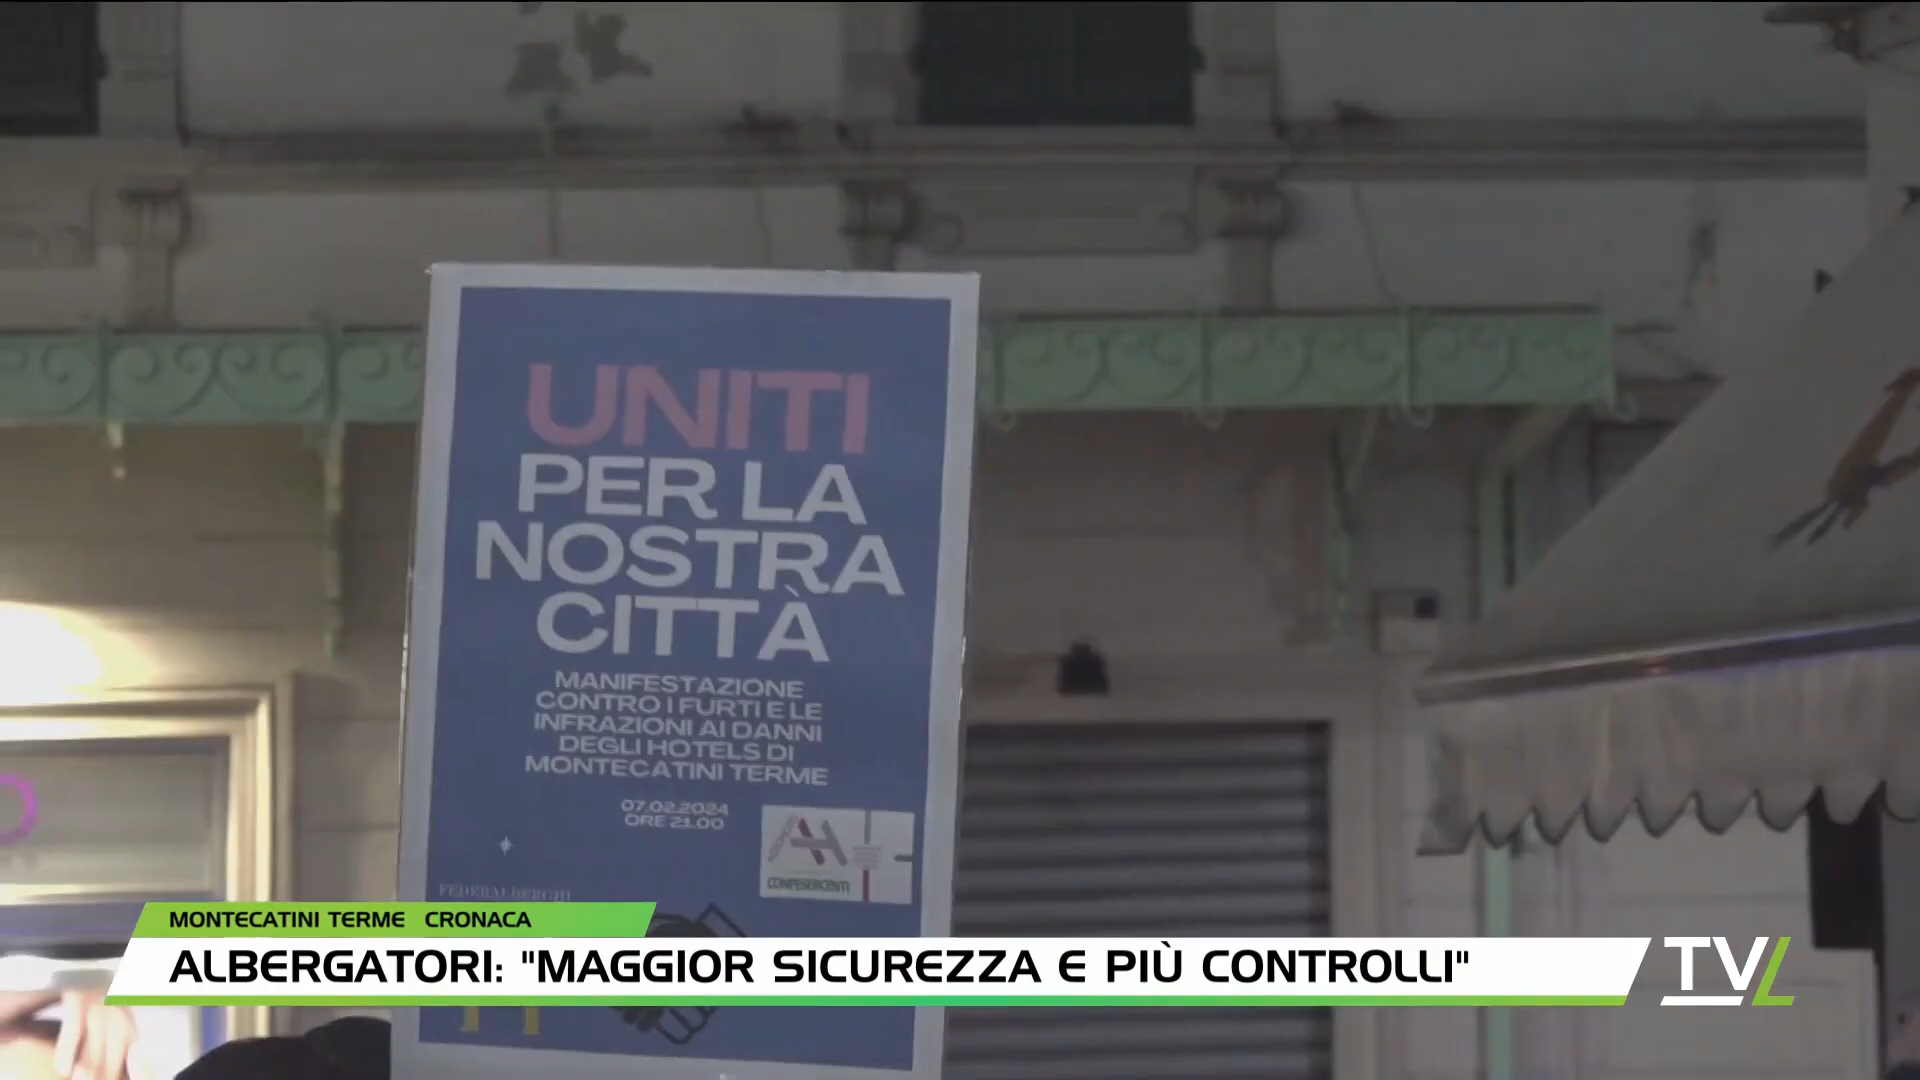 UNITI
PER LA
NOSTRA
CITTÀ
MANIFESTAZIONE
CONTRO I FURTI E LE
INFRAZIONI AI DANNI
DEGLI HOTELS DI
MONTECATINI TERME
07.02.2024
ORE 21.00
CONFESERCENTI
FEDERALBERGHI
MONTECATINI TERME CRONACA
ALBERGATORI: "MAGGIOR SICUREZZA E PIÙ CONTROLLI"
TVL